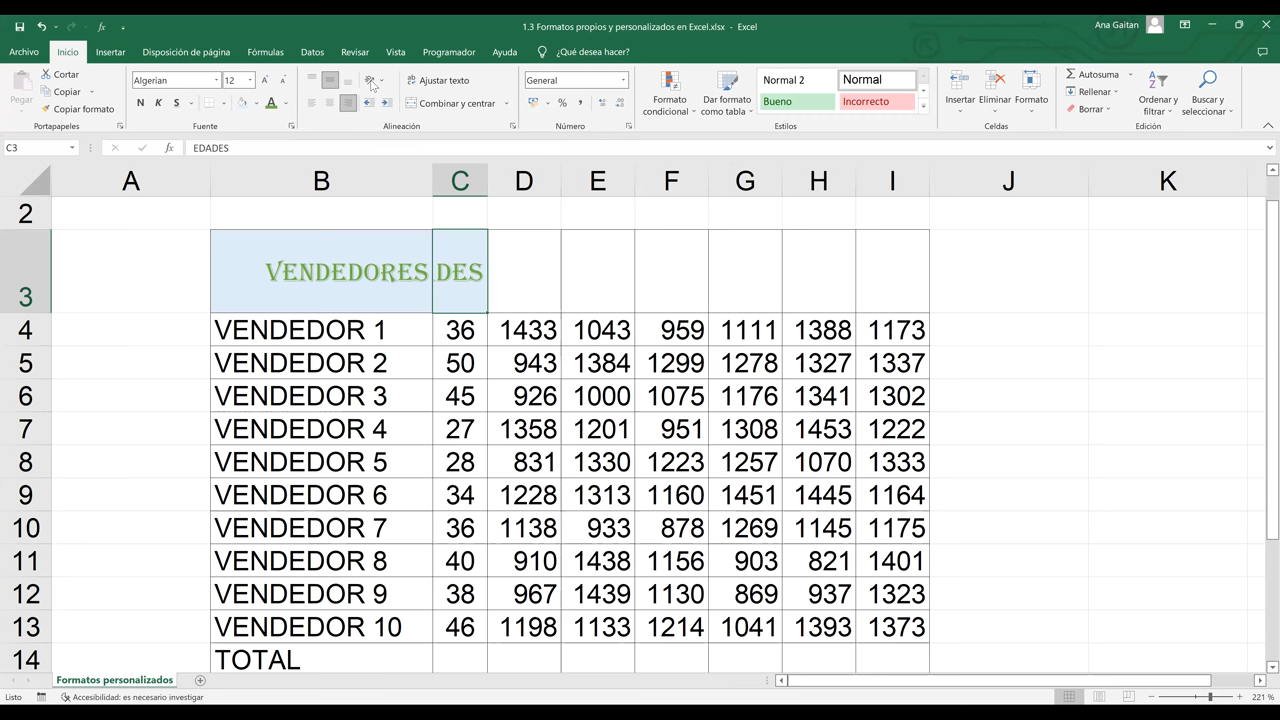 1.3 Formatos propios y personalizados en Excel.xlsx - Excel
Ana Gaitan
Archivo Inicio Insertar Disposición de página Fórmulas Datos Revisar Vista Programador Ayuda ¿Qué desea hacer?
Pegar
Cortar
Copiar
Copiar formato
Portapapeles
Algerian 12
N K S
Fuente
Ajustar texto
Combinar y centrar
Alineación
General
% 
Número
Formato condicional
Dar formato como tabla
Normal 2 Normal
Bueno Incorrecto
Estilos
Insertar Eliminar Formato
Celdas
Autosuma
Rellenar
Borrar
Ordenar y filtrar
Buscar y seleccionar
Edición
C3 fx EDADES
A B C D E F G H I J K
2
3 VENDEDORES DES
4 VENDEDOR 1 36 1433 1043 959 1111 1388 1173
5 VENDEDOR 2 50 943 1384 1299 1278 1327 1337
6 VENDEDOR 3 45 926 1000 1075 1176 1341 1302
7 VENDEDOR 4 27 1358 1201 951 1308 1453 1222
8 VENDEDOR 5 28 831 1330 1223 1257 1070 1333
9 VENDEDOR 6 34 1228 1313 1160 1451 1445 1164
10 VENDEDOR 7 36 1138 933 878 1269 1145 1175
11 VENDEDOR 8 40 910 1438 1156 903 821 1401
12 VENDEDOR 9 38 967 1439 1130 869 937 1323
13 VENDEDOR 10 46 1198 1133 1214 1041 1393 1373
14 TOTAL
Formatos personalizados
Listo Accesibilidad: es necesario investigar 221 %